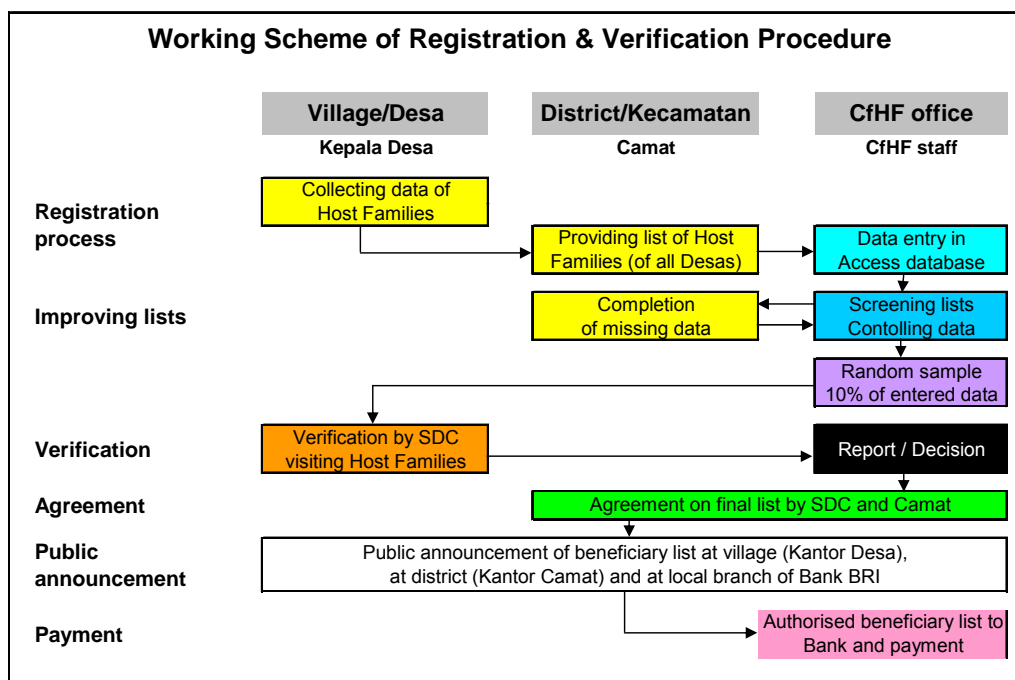 Working Scheme of Registration & Verification Procedure
Village/Desa
District/Kecamatan
CfHF office
Kepala Desa
Camat
CfHF staff
Registration
process
Collecting data of
Host Families
Providing list of Host
Families (of all Desas)
Data entry in
Access database
Improving lists
Completion
of missing data
Screening lists
Contolling data
Random sample
10% of entered data
Verification
Verification by SDC
visiting Host Families
Report / Decision
Agreement
Agreement on final list by SDC and Camat
Public
announcement
Public announcement of beneficiary list at village (Kantor Desa),
at district (Kantor Camat) and at local branch of Bank BRI
Payment
Authorised beneficiary list to
Bank and payment